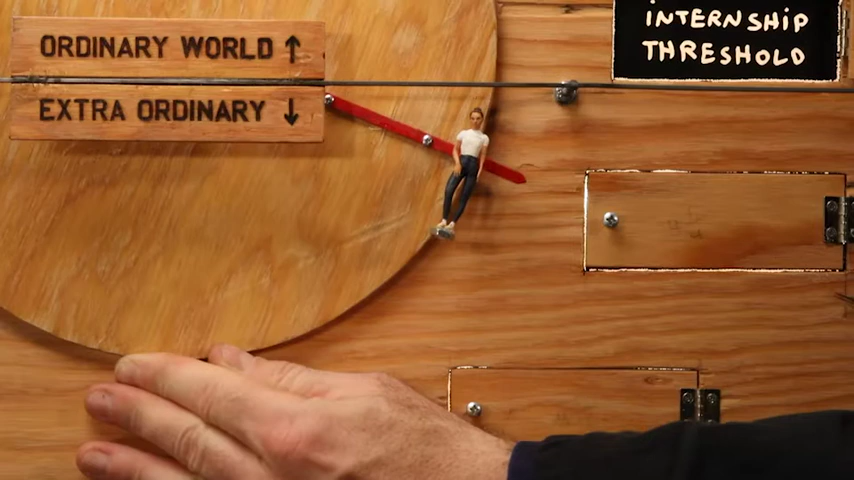 ORDINARY WORLD ↑
EXTRA ORDINARY ↓
INTERNSHIP
THRESHOLD